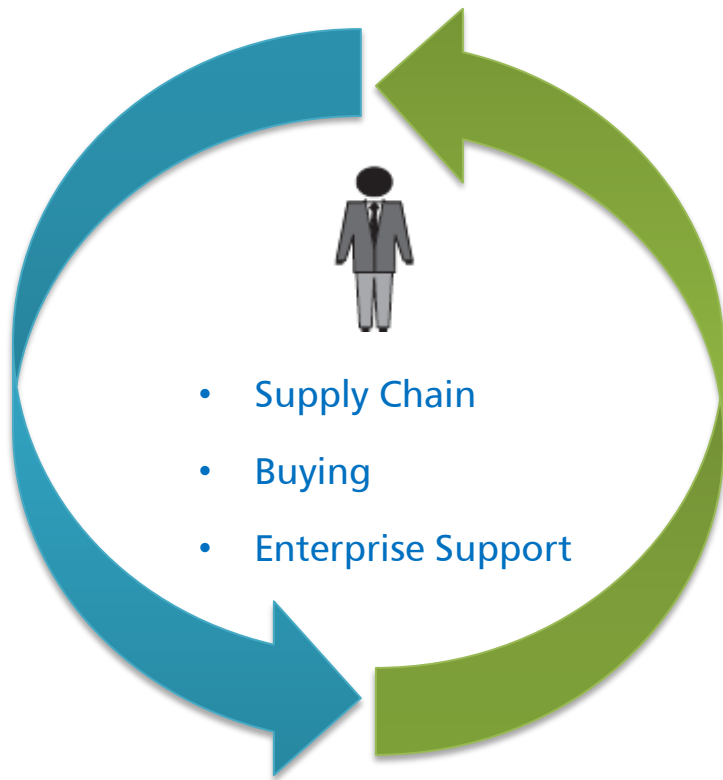 • Supply Chain
• Buying
• Enterprise Support